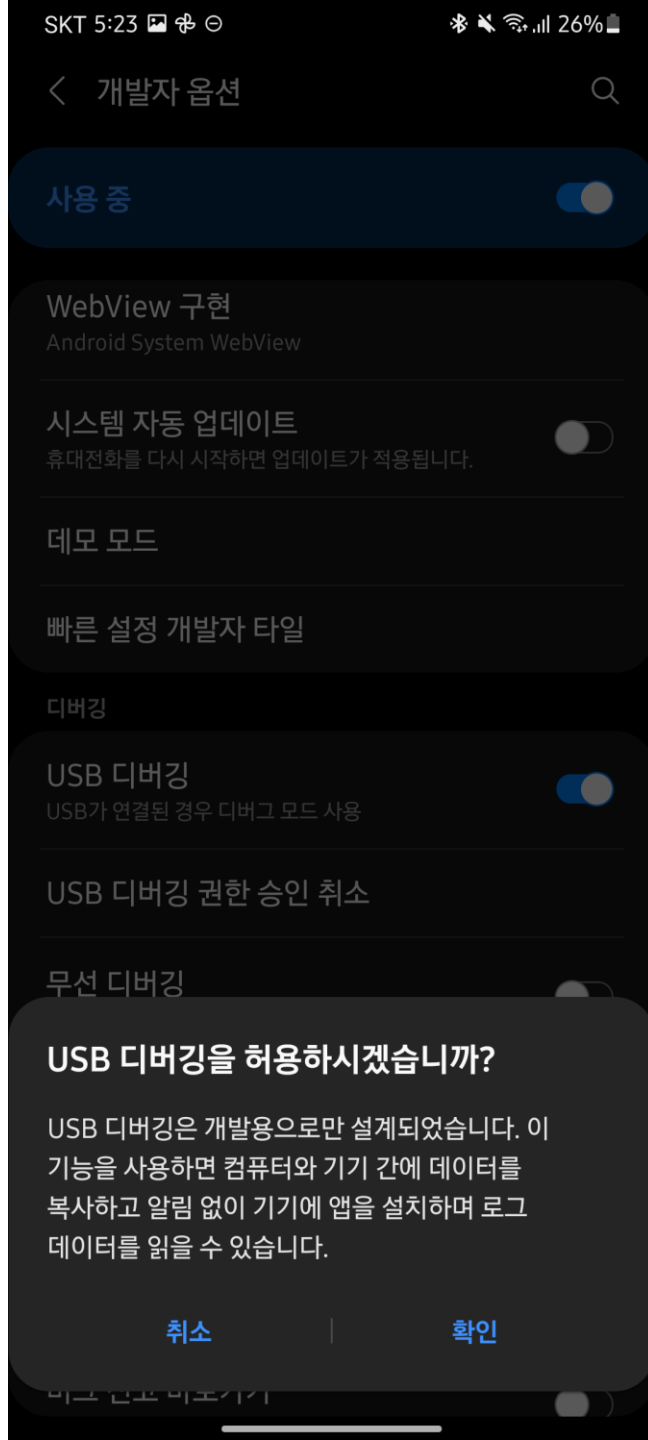 SKT 5:23
26%
개발자 옵션
사용 중
WebView 구현
Android System WebView
시스템 자동 업데이트
휴대전화를 다시 시작하면 업데이트가 적용됩니다.
데모 모드
빠른 설정 개발자 타일
디버깅
USB 디버깅
USB가 연결된 경우 디버그 모드 사용
USB 디버깅 권한 승인 취소
무선 디버깅
USB 디버깅을 허용하시겠습니까?
USB 디버깅은 개발용으로만 설계되었습니다. 이
기능을 사용하면 컴퓨터와 기기 간에 데이터를
복사하고 알림 없이 기기에 앱을 설치하며 로그
데이터를 읽을 수 있습니다.
취소
확인